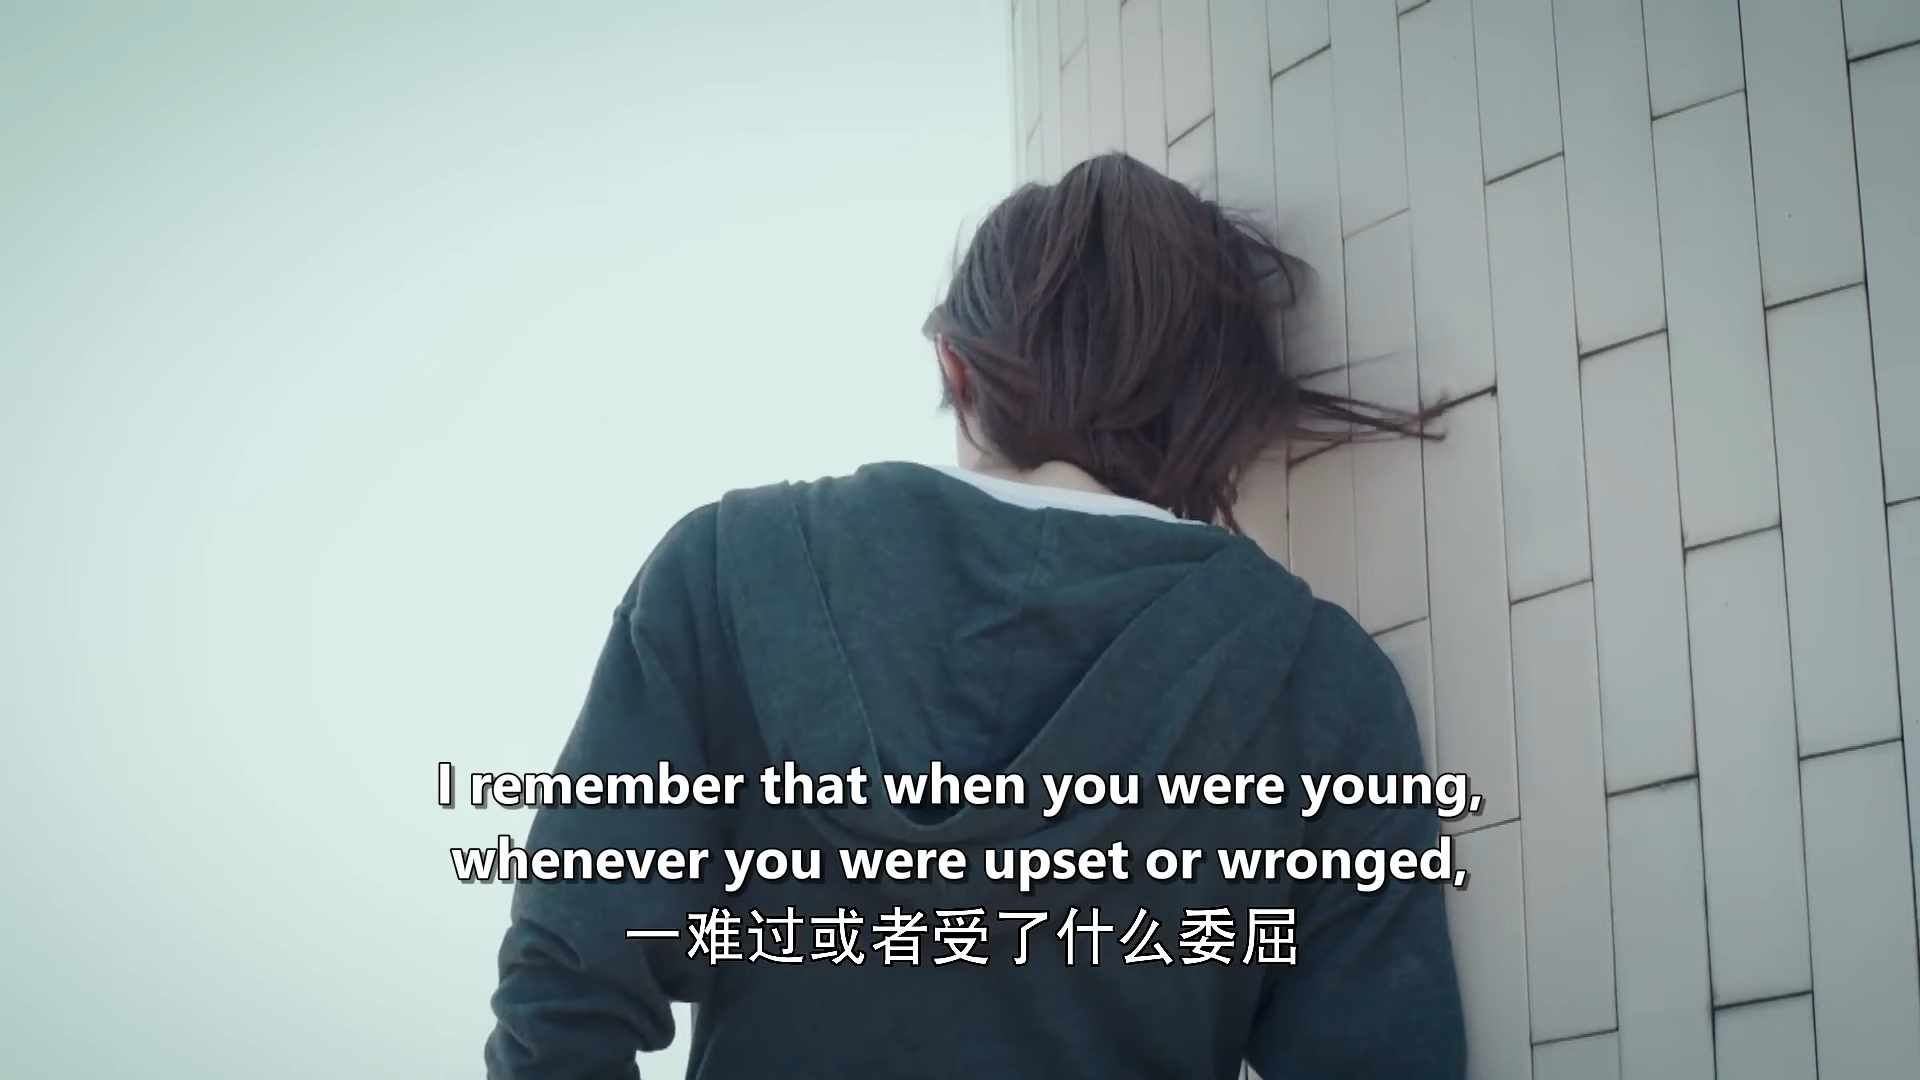 I remember that when you were young,
whenever you were upset or wronged,
一难过或者受了什么委屈